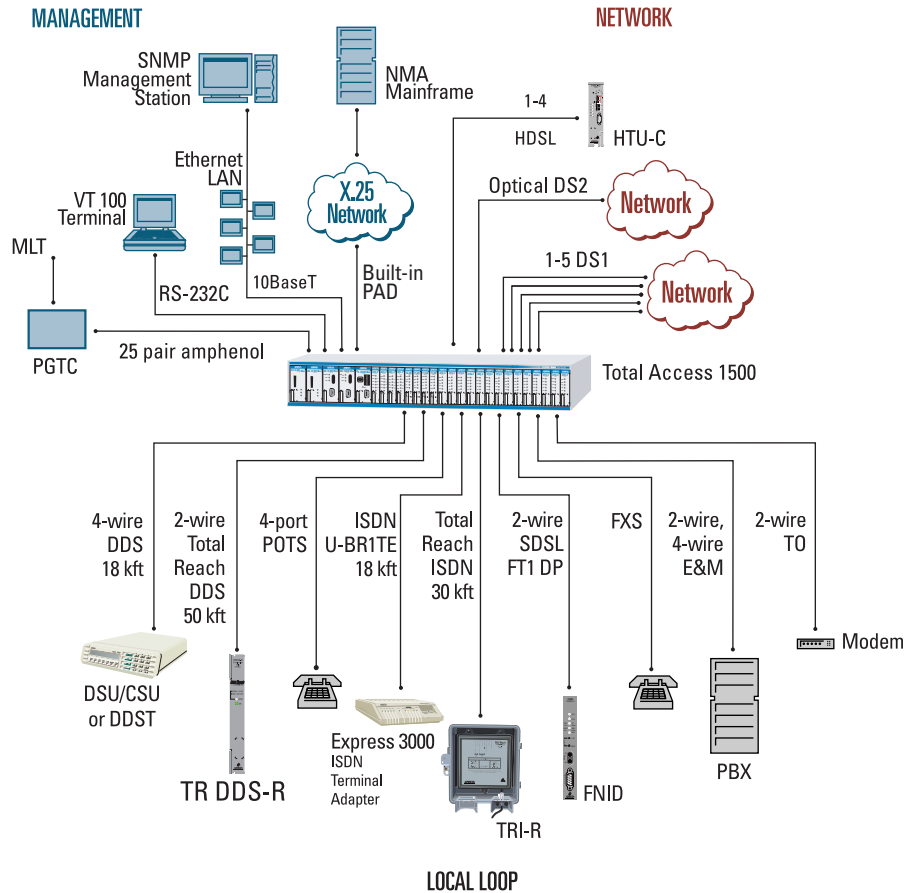 MANAGEMENT
NETWORK
SNMP
Management
Station
NMA
Mainframe
1-4
HDSL
HTU-C
Ethernet
LAN
X.25
Network
Optical DS2
Network
VT 100
Terminal
MLT
RS-232C
10BaseT
Built-in
PAD
1-5 DS1
Network
PGTC
25 pair amphenol
Total Access 1500
4-wire
DDS
18 kft
2-wire
Total
Reach
DDS
50 kft
4-port
POTS
ISDN
U-BR1TE
18 kft
Total
Reach
ISDN
30 kft
2-wire
SDSL
FT1 DP
FXS
2-wire,
4-wire
E&M
2-wire
TO
DSU/CSU
or DDST
TR DDS-R
Express 3000
ISDN
Terminal
Adapter
TRI-R
FNID
PBX
Modem
LOCAL LOOP